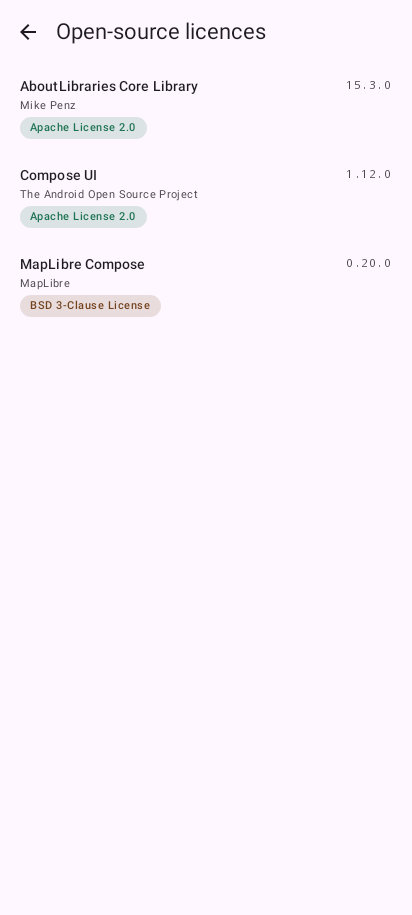 Open-source licences
AboutLibraries Core Library 15.3.0
Mike Penz
Apache License 2.0
Compose UI 1.12.0
The Android Open Source Project
Apache License 2.0
MapLibre Compose 0.20.0
MapLibre
BSD 3-Clause License